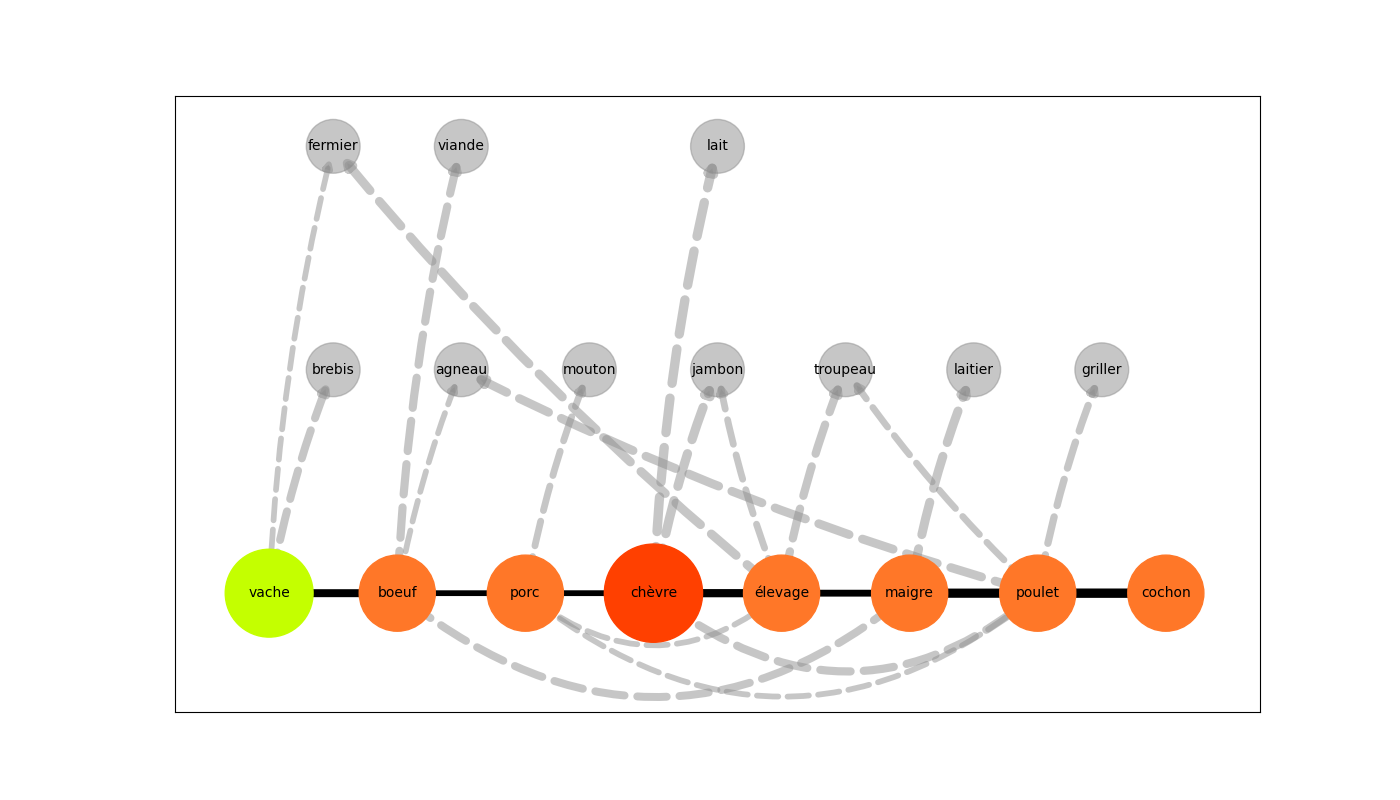 fermier viande lait
brebis agneau mouton jambon troupeau laitier griller
vache boeuf porc chèvre élevage maigre poulet cochon